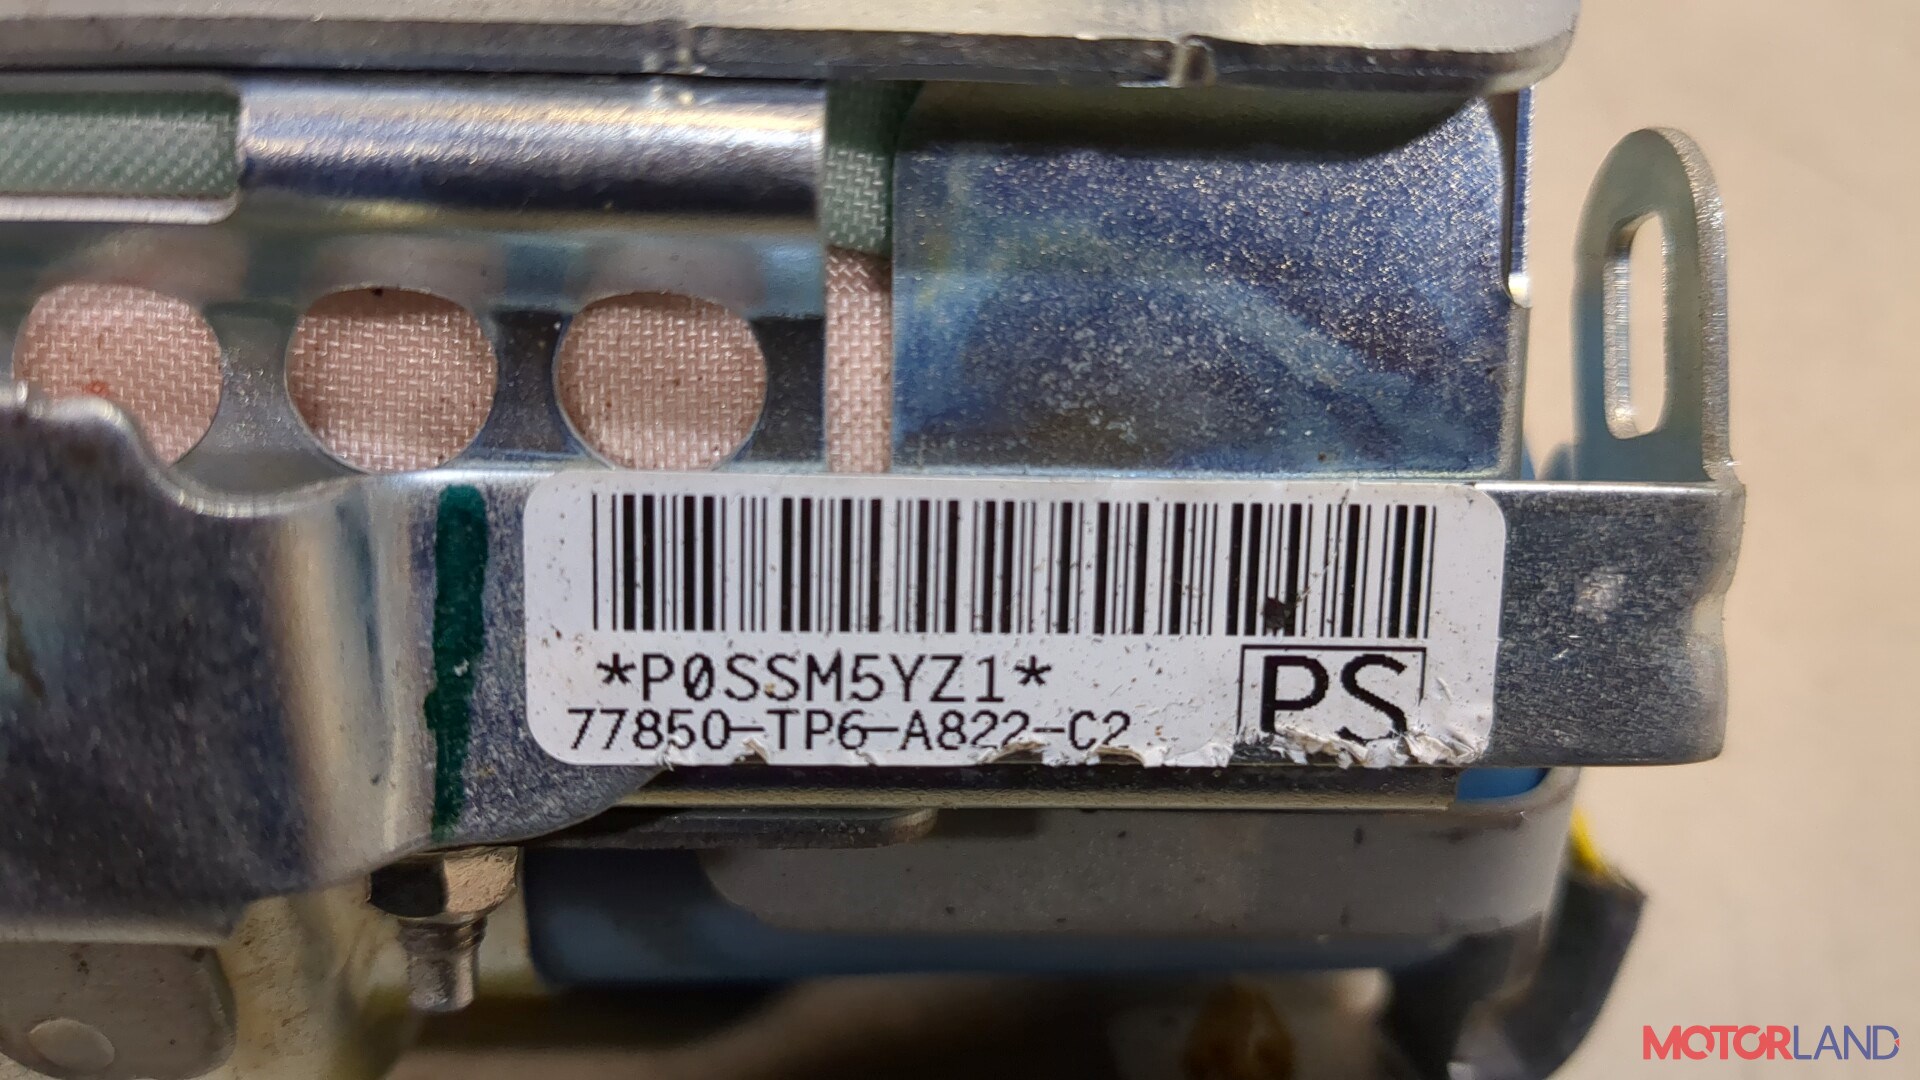 *P0SSM5YZ1*
77850-TP6-A822-C2
PS
MOTORLAND